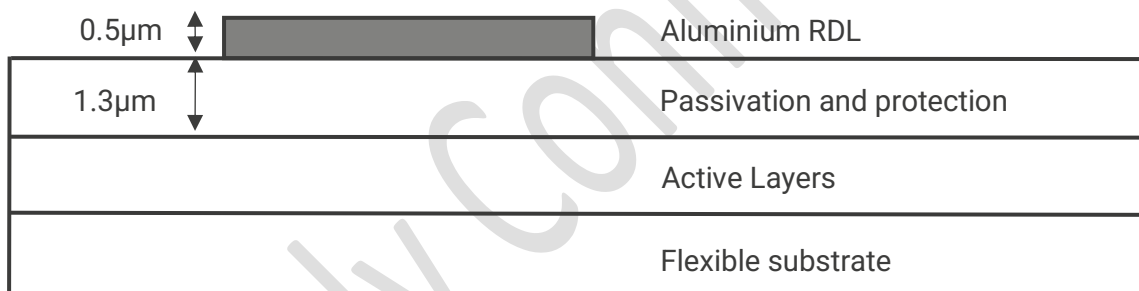 0.5µm
Aluminium RDL
1.3µm
Passivation and protection
Active Layers
Flexible substrate